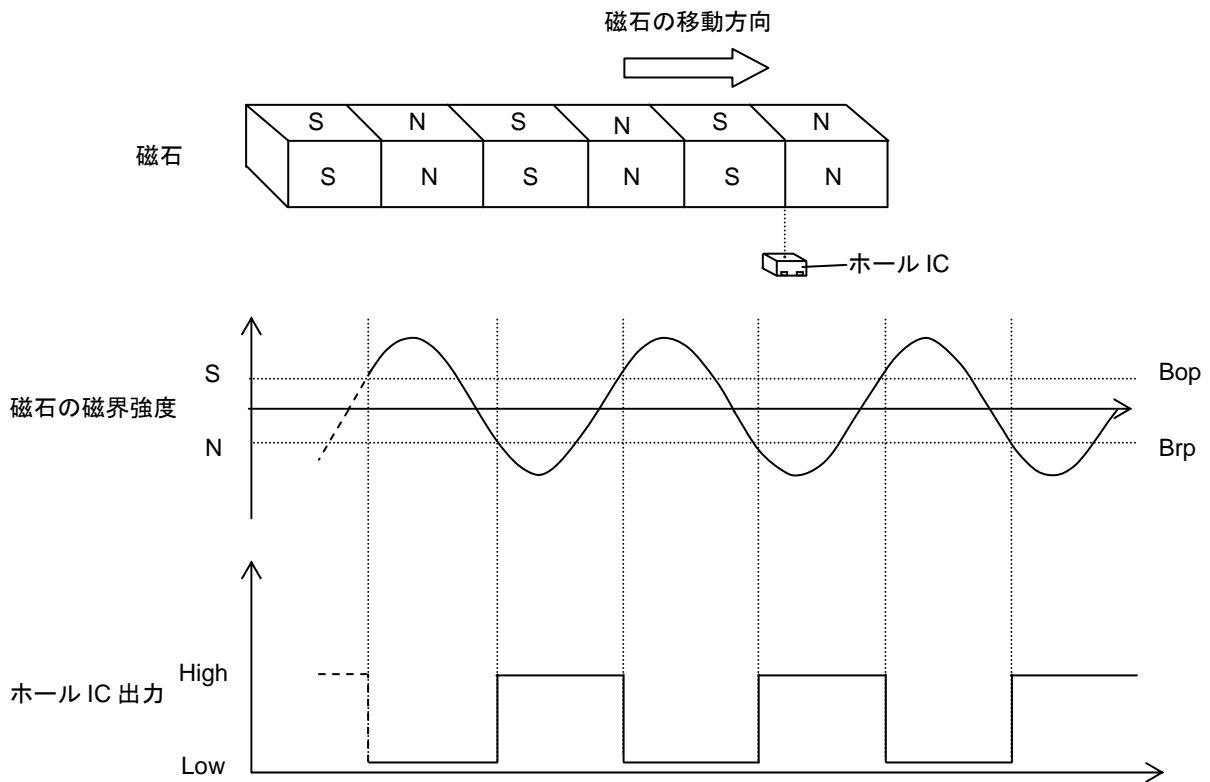 磁石の移動方向
S N S N S N
磁石
S N S N S N
ホール IC
S
Bop
磁石の磁界強度
N
Brp
High
ホール IC 出力
Low